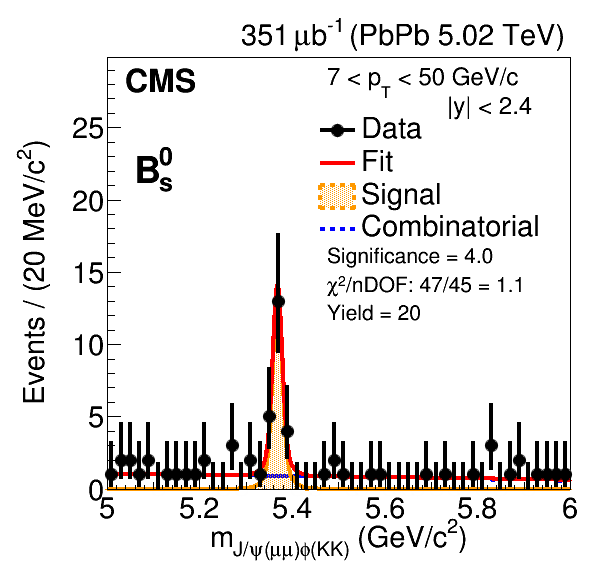 351 μb⁻¹ (PbPb 5.02 TeV)
CMS
7 < p_T < 50 GeV/c
|y| < 2.4
B_s^0
Data
Fit
Signal
Combinatorial
Significance = 4.0
χ²/nDOF: 47/45 = 1.1
Yield = 20
Events / (20 MeV/c²)
25
20
15
10
5
0
5 5.2 5.4 5.6 5.8 6
m_J/ψ(μμ)φ(KK) (GeV/c²)